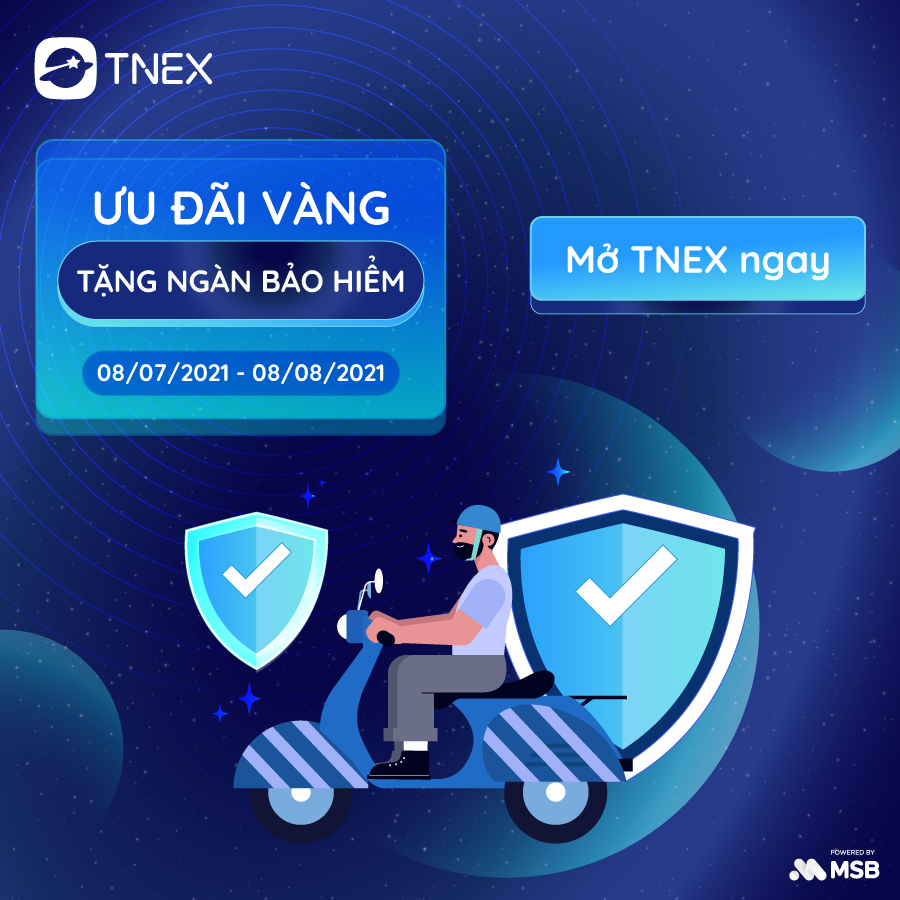 TNEX
ƯU ĐÃI VÀNG
TẶNG NGÀN BẢO HIỂM
08/07/2021 - 08/08/2021
Mở TNEX ngay
POWERED BY
MSB